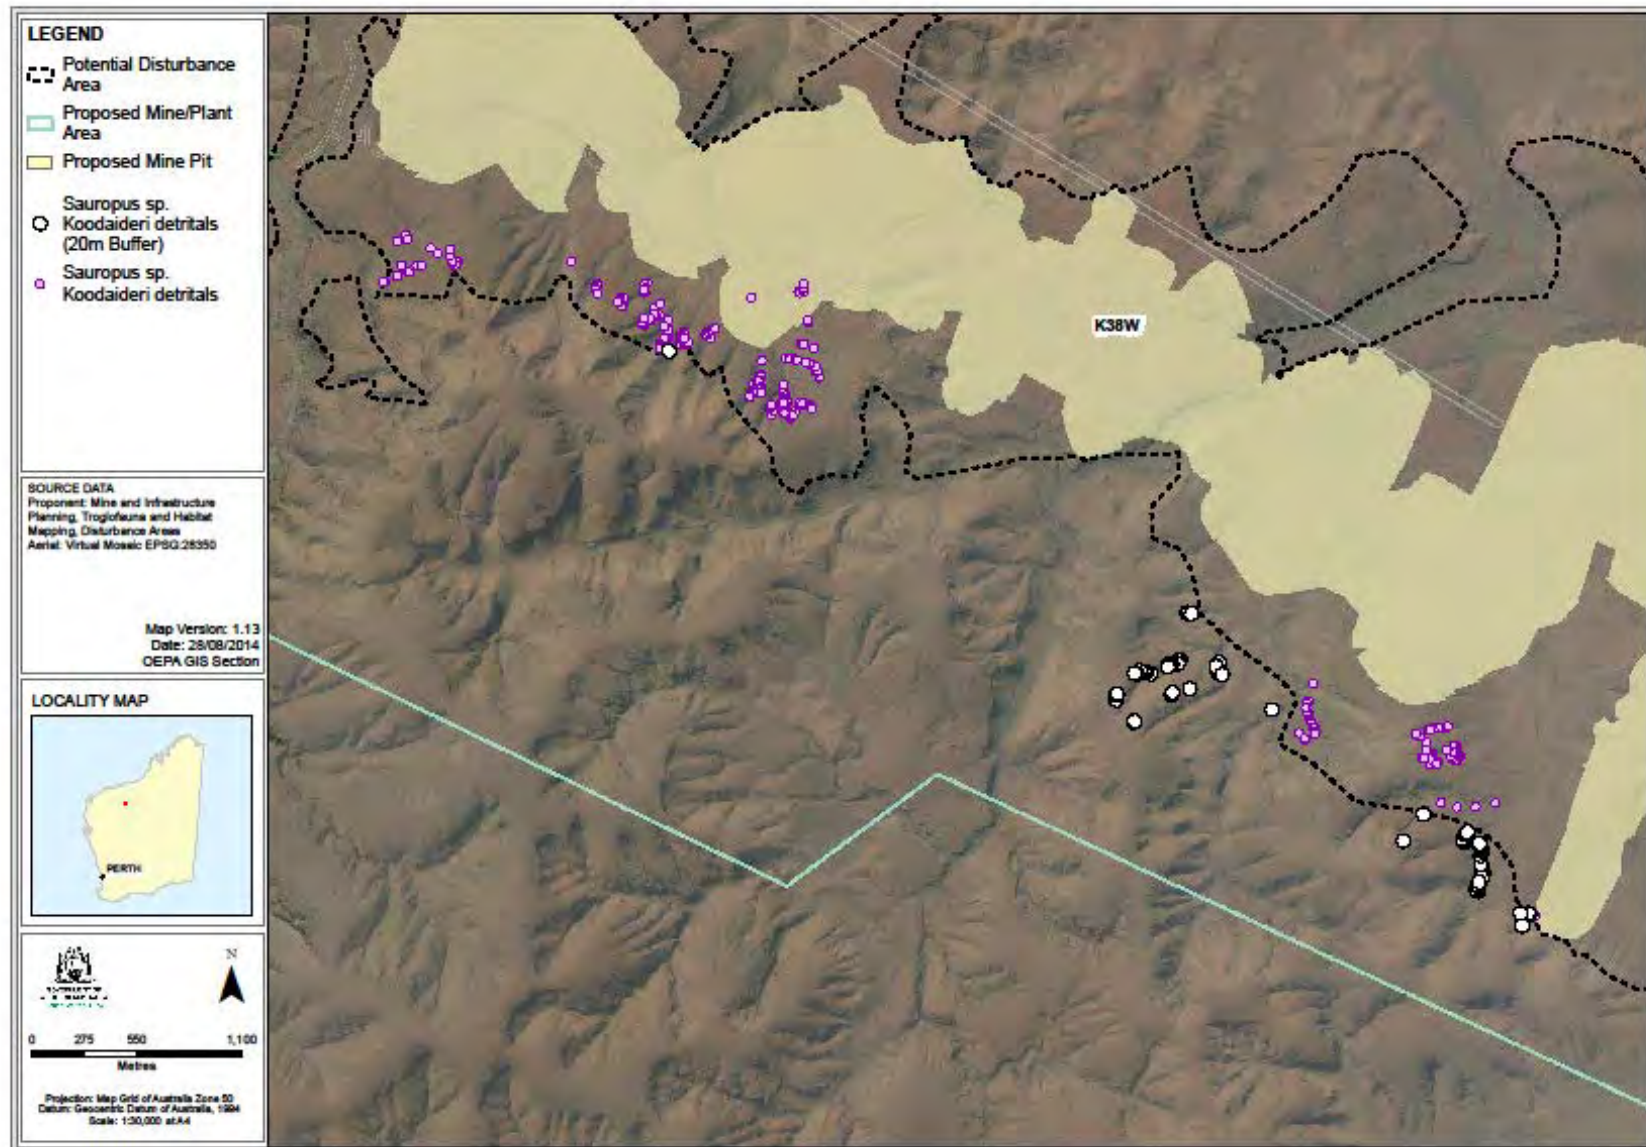 LEGEND
Potential Disturbance
Area
Proposed Mine/Plant
Area
Proposed Mine Pit
Sauropus sp.
Koodaideri detritals
(20m Buffer)
Sauropus sp.
Koodaideri detritals
SOURCE DATA
Proponent: Mine and Infrastructure
Planning, Troglofauna and Habitat
Mapping, Disturbance Areas
Aerial: Virtual Mosaic EPSG:28350
Map Version: 1.13
Date: 28/08/2014
OEPA GIS Section
LOCALITY MAP
PERTH
N
0 275 550 1,100
Metres
Projection: Map Grid of Australia Zone 50
Datum: Geocentric Datum of Australia, 1994
Scale: 1:30,000 at A4
K38W